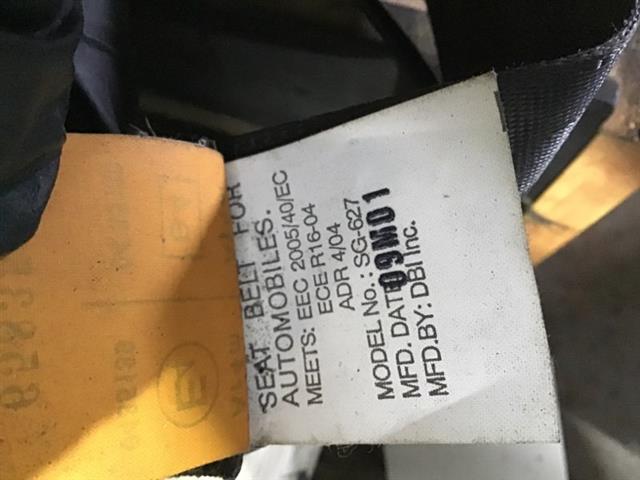 SEAT BELT FOR
AUTOMOBILES.
MEETS: EEC 2005/40/EC
ECE R16-04
ADR 4/04
MODEL No.: SG-627
MFD. DATE 09M01
MFD.BY: DBI Inc.